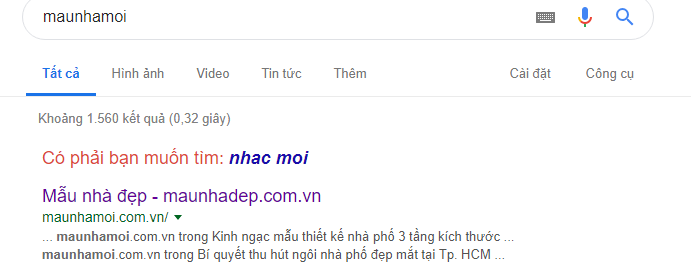 maunhamoi
Tất cả Hình ảnh Video Tin tức Thêm Cài đặt Công cụ
Khoảng 1.560 kết quả (0,32 giây)
Có phải bạn muốn tìm: nhac moi
Mẫu nhà đẹp - maunhadep.com.vn
maunhamoi.com.vn/
... maunhamoi.com.vn trong Kinh ngạc mẫu thiết kế nhà phố 3 tầng kích thước ...
maunhamoi.com.vn trong Bí quyết thu hút ngôi nhà phố đẹp mắt tại Tp. HCM ...